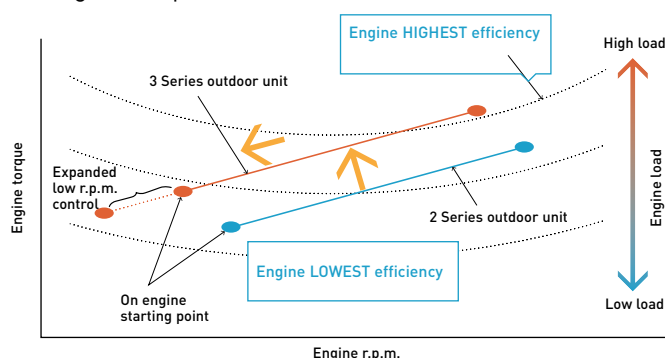 Engine HIGHEST efficiency
High load
3 Series outdoor unit
Expanded
low r.p.m.
control
Engine torque
Engine load
2 Series outdoor unit
Engine LOWEST efficiency
On engine
starting point
Low load
Engine r.p.m.